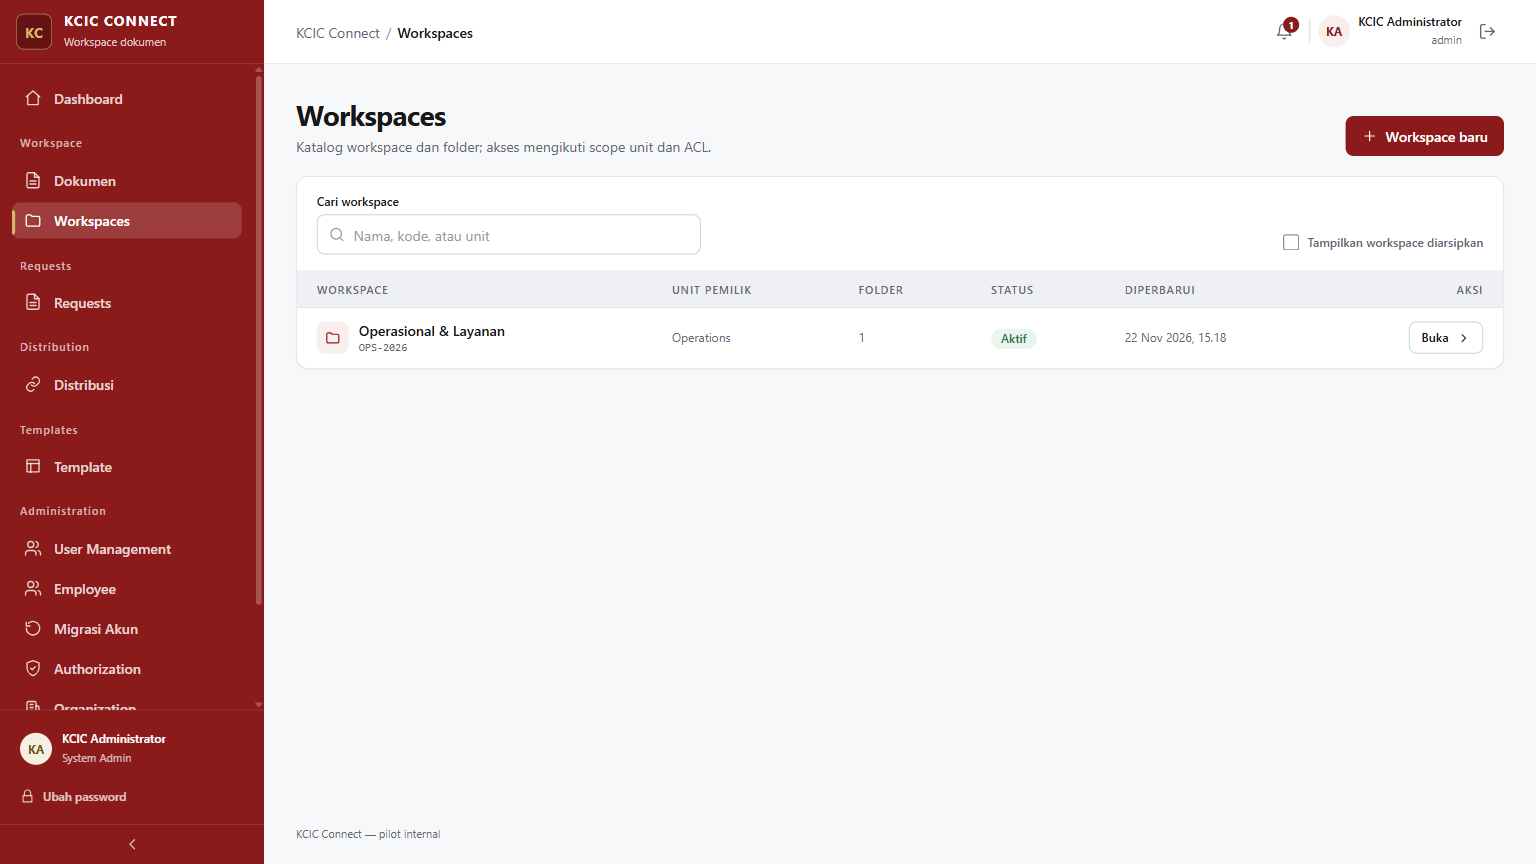 KC
KCIC CONNECT
Workspace dokumen
Dashboard
Workspace
Dokumen
Workspaces
Requests
Requests
Distribution
Distribusi
Templates
Template
Administration
User Management
Employee
Migrasi Akun
Authorization
Organization
KA
KCIC Administrator
System Admin
Ubah password
KCIC Connect / Workspaces
1
KA
KCIC Administrator
admin
Workspaces
Katalog workspace dan folder; akses mengikuti scope unit dan ACL.
+ Workspace baru
Cari workspace
Nama, kode, atau unit
Tampilkan workspace diarsipkan
WORKSPACE UNIT PEMILIK FOLDER STATUS DIPERBARUI AKSI
Operasional & Layanan
OPS-2026
Operations 1 Aktif 22 Nov 2026, 15.18 Buka
KCIC Connect — pilot internal